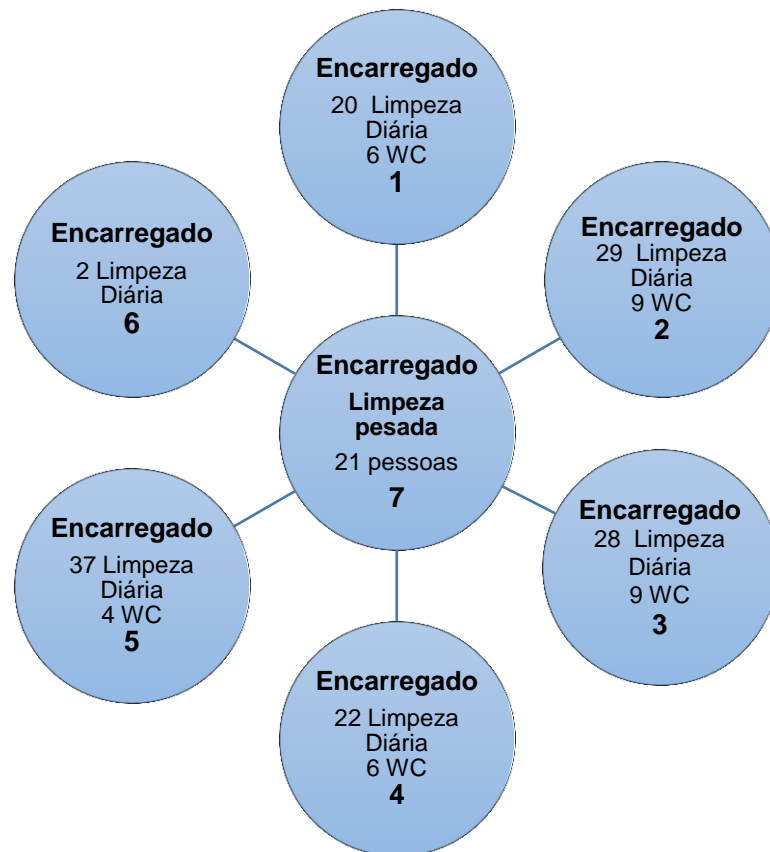 Encarregado
20 Limpeza
Diária
6 WC
1
Encarregado
29 Limpeza
Diária
9 WC
2
Encarregado
28 Limpeza
Diária
9 WC
3
Encarregado
22 Limpeza
Diária
6 WC
4
Encarregado
37 Limpeza
Diária
4 WC
5
Encarregado
2 Limpeza
Diária
6
Encarregado
Limpeza
pesada
21 pessoas
7